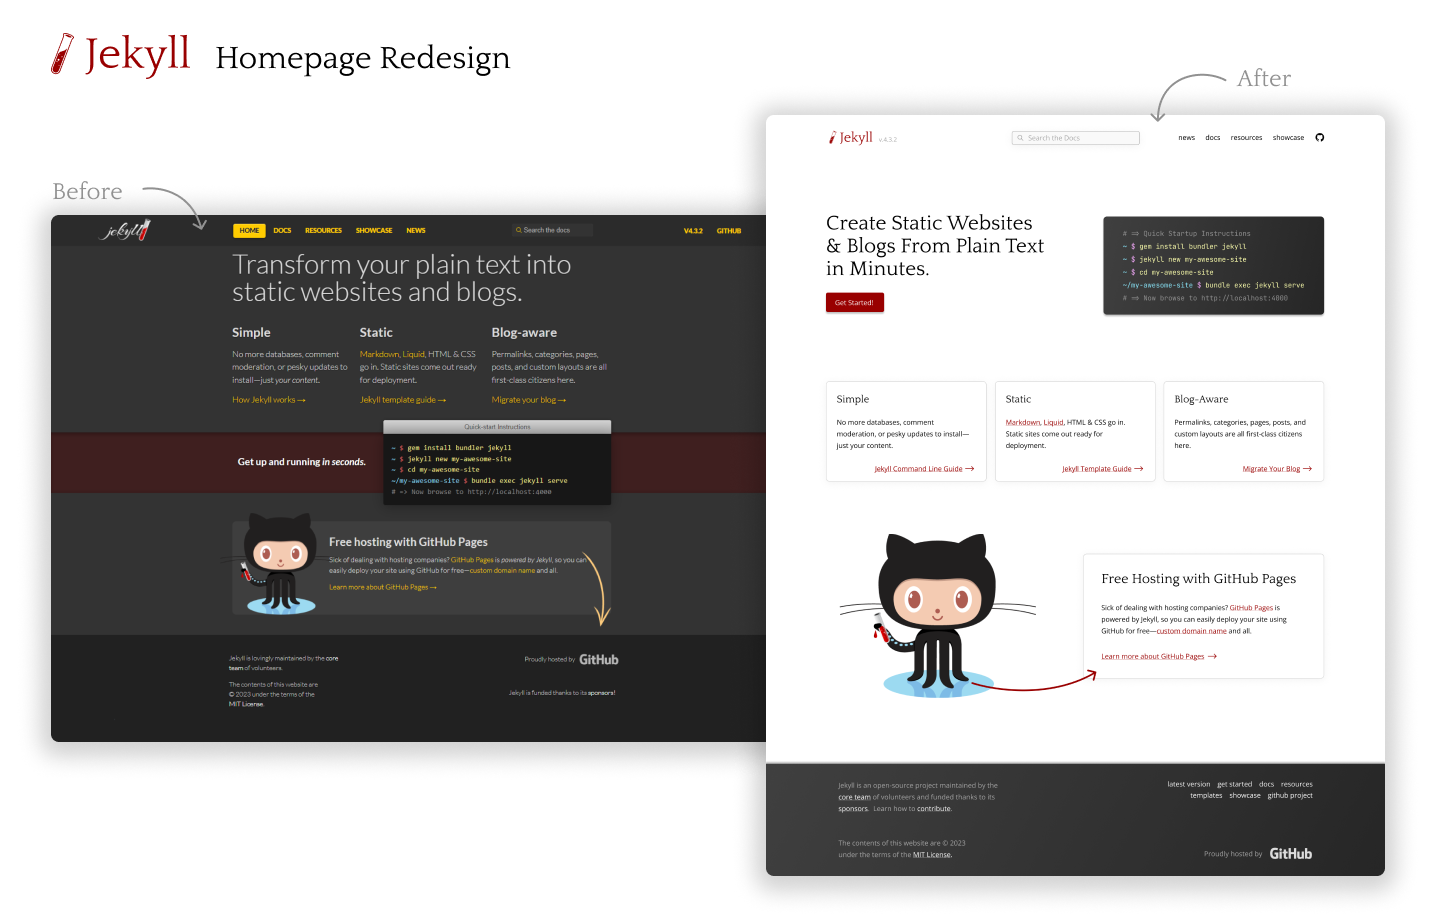 Jekyll Homepage Redesign
Before
After
jekyll
HOME DOCS RESOURCES SHOWCASE NEWS
Search the docs
V4.3.2 GITHUB
Transform your plain text into
static websites and blogs.
Simple
No more databases, comment
moderation, or pesky updates to
install—just your content.
How Jekyll works →
Static
Markdown, Liquid, HTML & CSS
go in. Static sites come out ready
for deployment.
Jekyll template guide →
Blog-aware
Permalinks, categories, pages,
posts, and custom layouts are all
first-class citizens here.
Migrate your blog →
Get up and running in seconds.
Quick-start Instructions
~ $ gem install bundler jekyll
~ $ jekyll new my-awesome-site
~ $ cd my-awesome-site
~/my-awesome-site $ bundle exec jekyll serve
# => Now browse to http://localhost:4000
Free hosting with GitHub Pages
Sick of dealing with hosting companies? GitHub Pages is powered by Jekyll, so you can
easily deploy your site using GitHub for free—custom domain name and all.
Learn more about GitHub Pages →
Jekyll is lovingly maintained by the core
team of volunteers.
The contents of this website are
© 2023 under the terms of the
MIT License.
Proudly hosted by GitHub
Jekyll is funded thanks to its sponsors!
Jekyll v.4.3.2
Search the Docs
news docs resources showcase
Create Static Websites
& Blogs From Plain Text
in Minutes.
Get Started!
# => Quick Startup Instructions
~ $ gem install bundler jekyll
~ $ jekyll new my-awesome-site
~ $ cd my-awesome-site
~/my-awesome-site $ bundle exec jekyll serve
# => Now browse to http://localhost:4000
Simple
No more databases, comment
moderation, or pesky updates to install—
just your content.
Jekyll Command Line Guide →
Static
Markdown, Liquid, HTML & CSS go in.
Static sites come out ready for
deployment.
Jekyll Template Guide →
Blog-Aware
Permalinks, categories, pages, posts, and
custom layouts are all first-class citizens
here.
Migrate Your Blog →
Free Hosting with GitHub Pages
Sick of dealing with hosting companies? GitHub Pages is
powered by Jekyll, so you can easily deploy your site using
GitHub for free—custom domain name and all.
Learn more about GitHub Pages →
Jekyll is an open-source project maintained by the
core team of volunteers and funded thanks to its
sponsors. Learn how to contribute.
The contents of this website are © 2023
under the terms of the MIT License.
latest version get started docs resources
templates showcase github project
Proudly hosted by GitHub